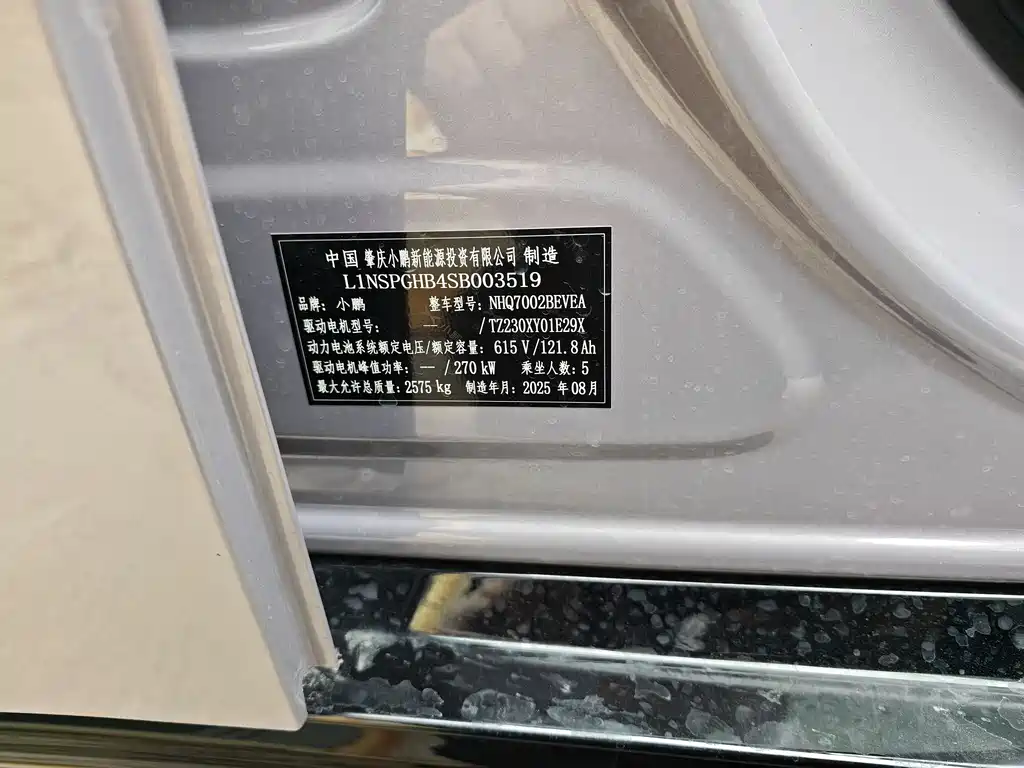 中国 肇庆小鹏新能源投资有限公司 制造
L1NSPGHB4SB003519
品牌：小鹏 整车型号：NHQ7002BEVEA
驱动电机型号： — /TZ230XY01E29X
动力电池系统额定电压/额定容量：615 V/121.8Ah
驱动电机峰值功率：—/270 kW 乘坐人数：5
最大允许总质量：2575 kg 制造年月：2025 年08月